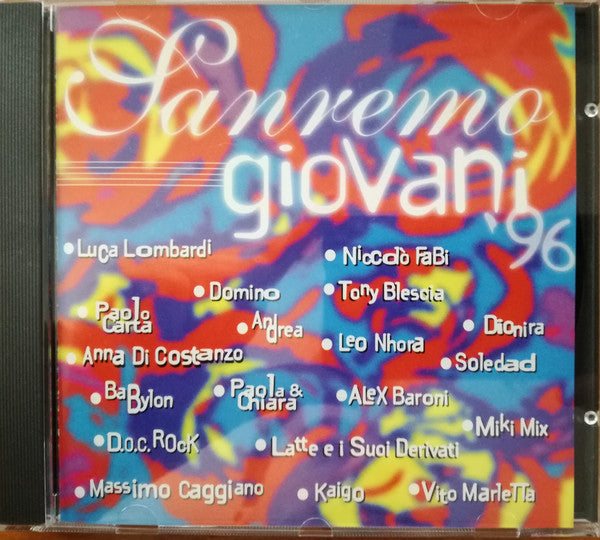 Sanremo
giovani
'96
• Luca Lombardi
• Niccolò Fabi
• Domino
• Tony Blescia
• Paolo
Carta
• Andrea
• Leo Nhora
• Dionira
• Anna Di Costanzo
• Soledad
• BaBylon
• Paola &
Chiara
• ALEX Baroni
• Miki Mix
• D.o.c. ROCK
• Latte e i Suoi Derivati
• Massimo Caggiano
• Kaigo
• Vito Marletta